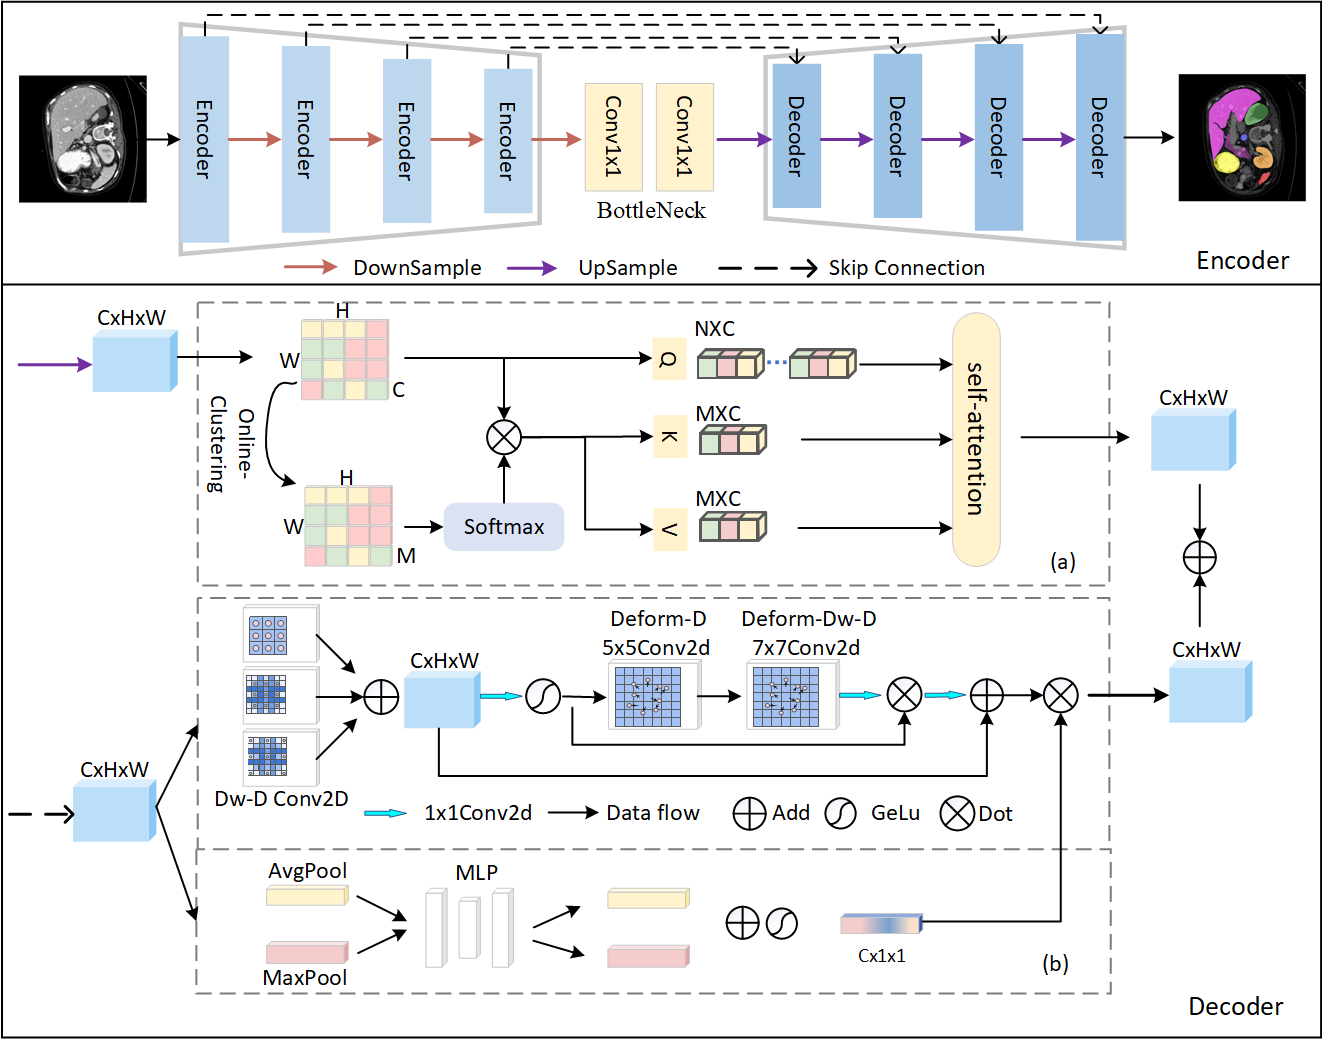 Encoder
Encoder
Encoder
Encoder
Conv1x1
Conv1x1
BottleNeck
Decoder
Decoder
Decoder
Decoder
DownSample
UpSample
Skip Connection
Encoder
CxHxW
H
W
C
Online-
Clustering
H
W
M
Softmax
Q
K
V
NXC
...
MXC
MXC
self-attention
(a)
CxHxW
CxHxW
CxHxW
Dw-D Conv2D
CxHxW
Deform-D
5x5Conv2d
Deform-Dw-D
7x7Conv2d
1x1Conv2d
Data flow
Add
GeLu
Dot
AvgPool
MaxPool
MLP
Cx1x1
(b)
Decoder